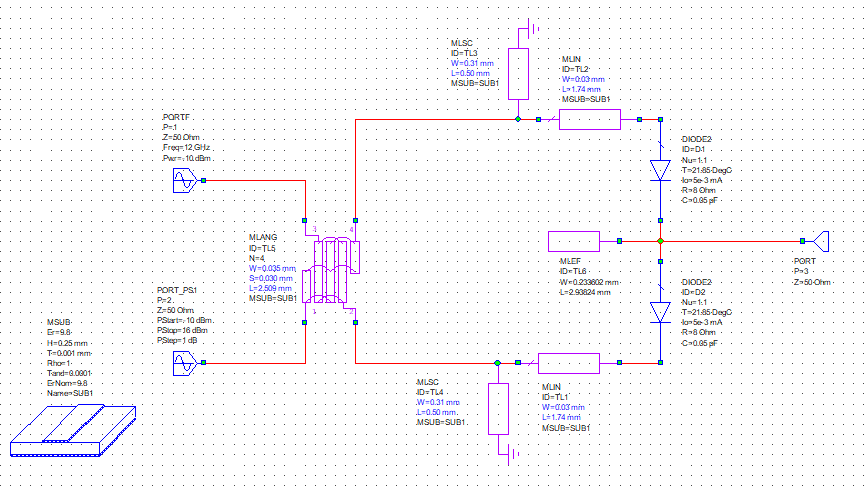 MLSC
ID=TL3
W=0.31 mm
L=0.50 mm
MSUB=SUB1
MLIN
ID=TL2
W=0.03 mm
L=1.74 mm
MSUB=SUB1
PORTF
P=1
Z=50 Ohm
Freq=12 GHz
Pwr=-10 dBm
DIODE2
ID=D1
Nu=1.1
T=21.85 DegC
Io=5e-3 mA
R=8 Ohm
C=0.05 pF
3
4
MLANG
ID=TL5
N=4
W=0.035 mm
S=0.030 mm
L=2.509 mm
MSUB=SUB1
1
2
MLEF
ID=TL6
W=0.233602 mm
L=2.93824 mm
PORT
P=3
Z=50 Ohm
PORT_PS1
P=2
Z=50 Ohm
PStart=-10 dBm
PStop=16 dBm
PStep=1 dB
DIODE2
ID=D2
Nu=1.1
T=21.85 DegC
Io=5e-3 mA
R=8 Ohm
C=0.05 pF
MSUB
Er=9.8
H=0.25 mm
T=0.001 mm
Rho=1
Tand=0.0001
ErNom=9.8
Name=SUB1
MLSC
ID=TL4
W=0.31 mm
L=0.50 mm
MSUB=SUB1
MLIN
ID=TL1
W=0.03 mm
L=1.74 mm
MSUB=SUB1